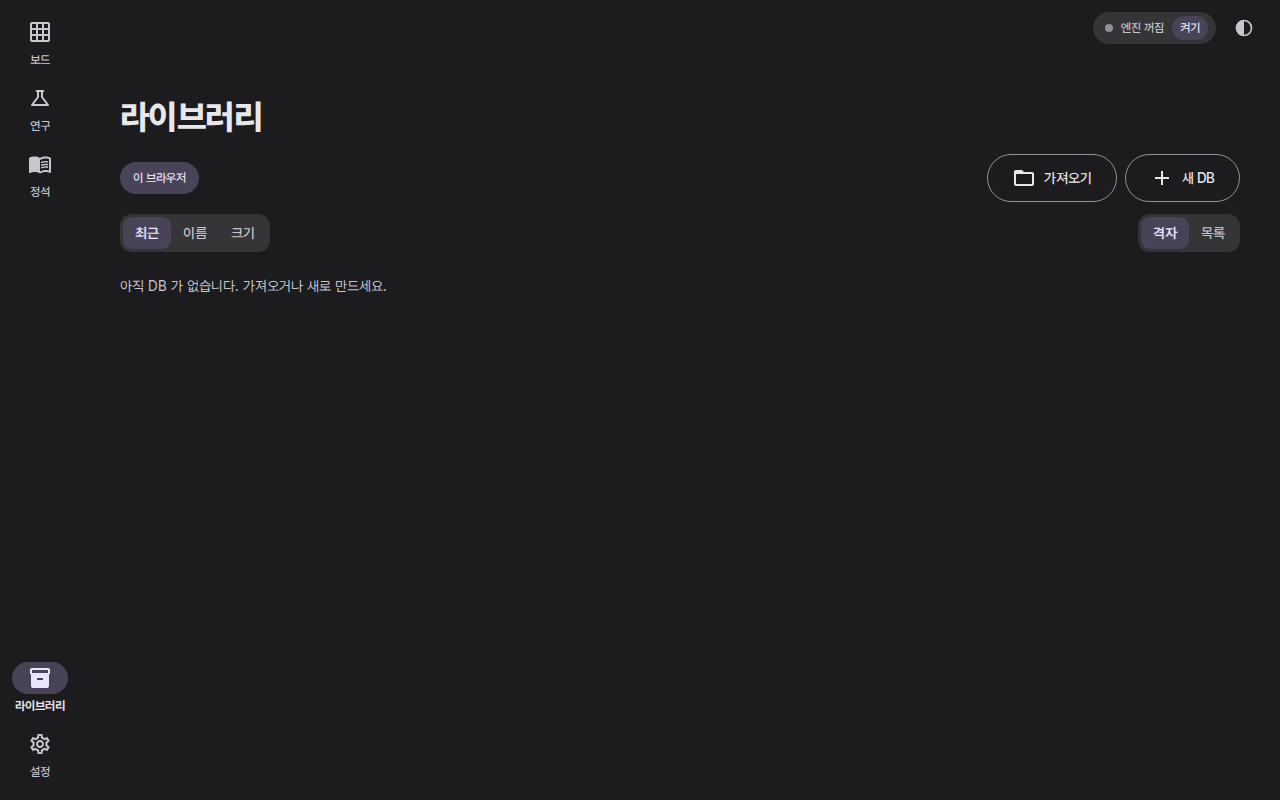 보드
연구
정석
엔진 꺼짐 켜기
라이브러리
이 브라우저
가져오기
새 DB
최근 이름 크기
격자 목록
아직 DB 가 없습니다. 가져오거나 새로 만드세요.
라이브러리
설정